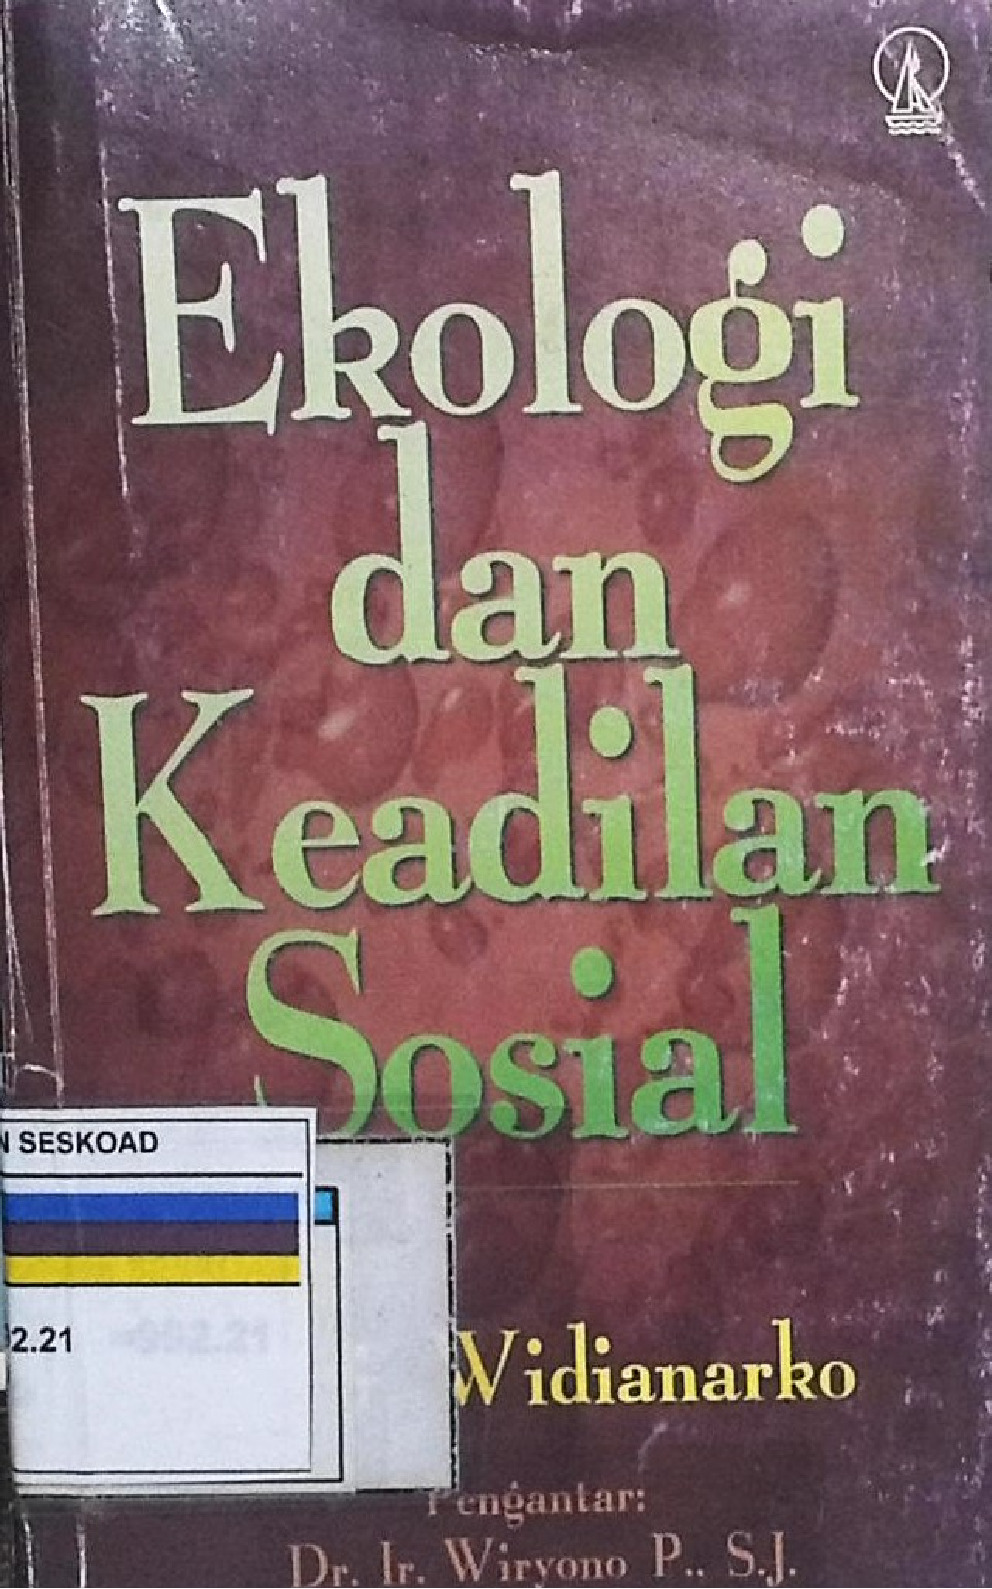 Ekologi
dan
Keadilan
Sosial
N SESKOAD
2.21
Widianarko
Pengantar:
Dr. Ir. Wiryono P.. S.J.